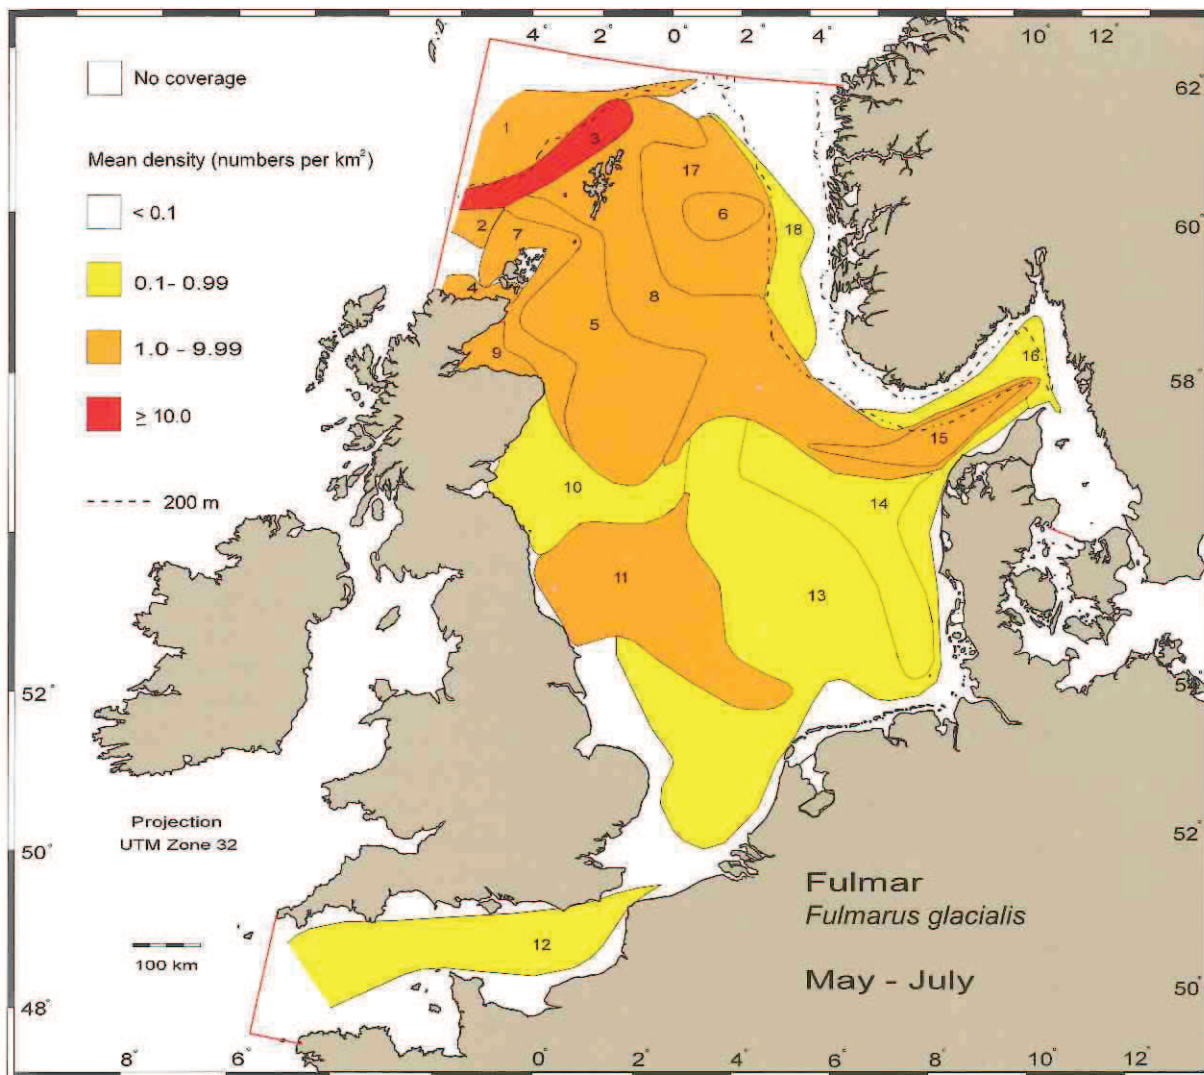 4° 2° 0° 2° 4° 10° 12°
No coverage
62°
Mean density (numbers per km²)
< 0.1
0.1- 0.99
1.0 - 9.99
≥ 10.0
200 m
1
3
17
2
7
6
18
60°
4
5
8
9
16
58°
15
10
14
11
13
52°
Projection
UTM Zone 32
52°
50°
Fulmar
Fulmarus glacialis
12
100 km
May - July
50°
48°
8° 6° 0° 2° 4° 6° 8° 10° 12°